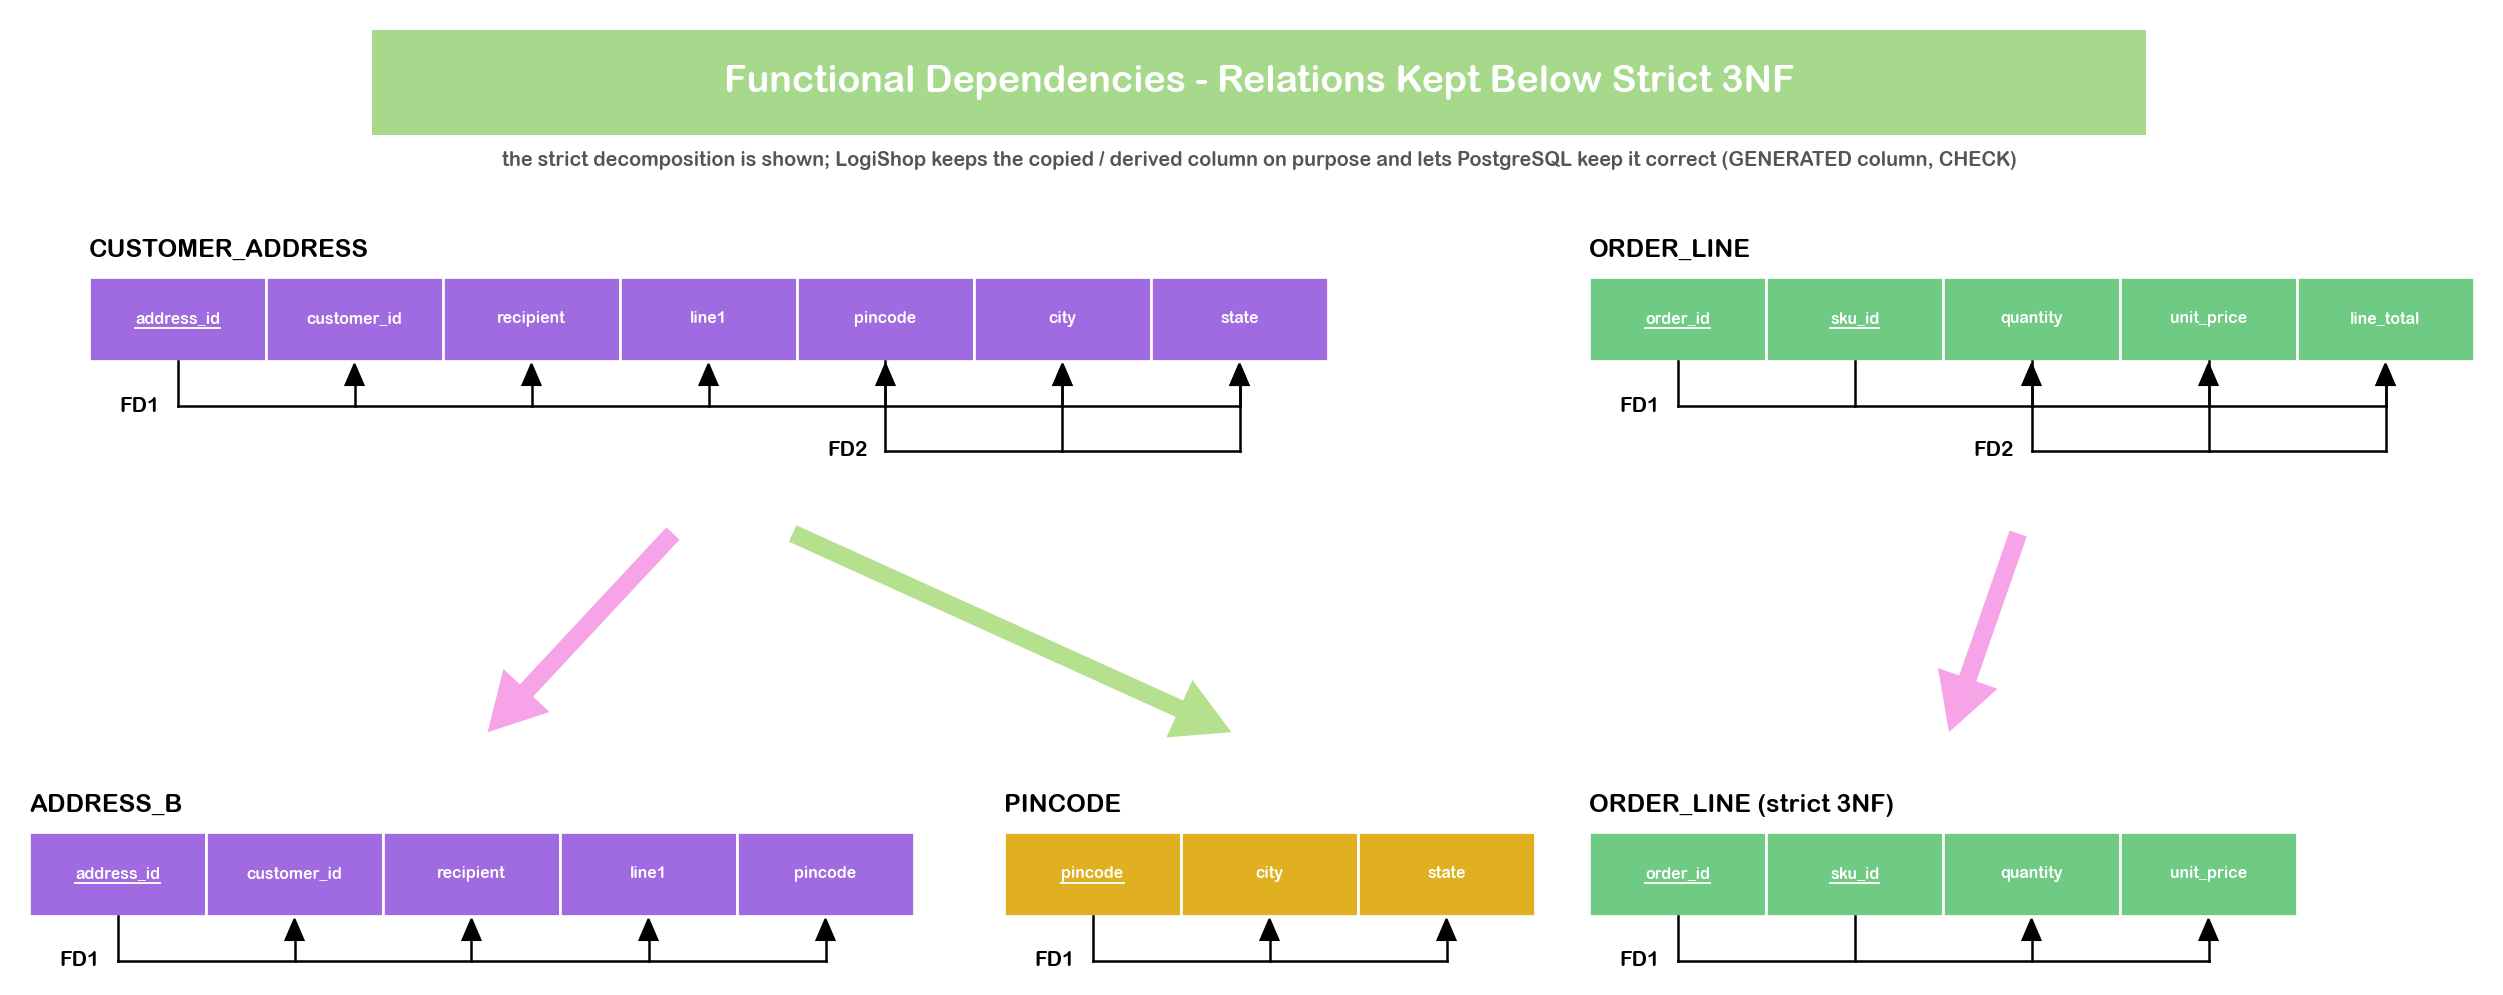 Functional Dependencies - Relations Kept Below Strict 3NF
the strict decomposition is shown; LogiShop keeps the copied / derived column on purpose and lets PostgreSQL keep it correct (GENERATED column, CHECK)
CUSTOMER_ADDRESS
address_id customer_id recipient line1 pincode city state
FD1
FD2
ORDER_LINE
order_id sku_id quantity unit_price line_total
FD1
FD2
ADDRESS_B
address_id customer_id recipient line1 pincode
FD1
PINCODE
pincode city state
FD1
ORDER_LINE (strict 3NF)
order_id sku_id quantity unit_price
FD1